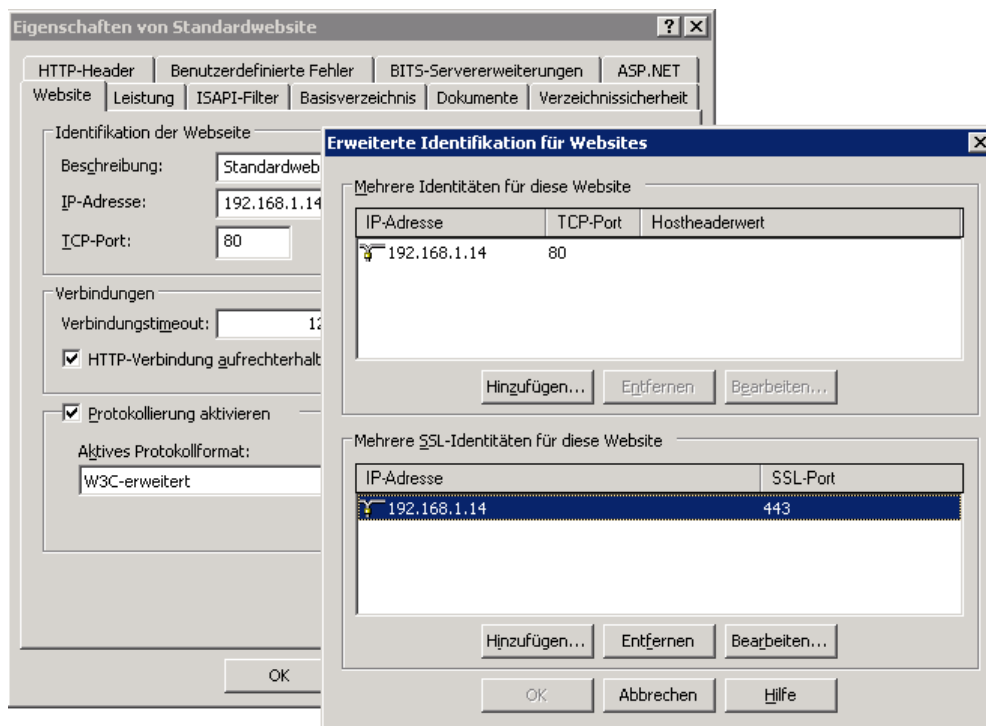 Eigenschaften von Standardwebsite
HTTP-Header
Benutzerdefinierte Fehler
BITS-Servererweiterungen
ASP.NET
Website
Leistung
ISAPI-Filter
Basisverzeichnis
Dokumente
Verzeichnissicherheit
Identifikation der Webseite
Beschreibung:
Standardweb
IP-Adresse:
192.168.1.14
TCP-Port:
80
Verbindungen
Verbindungstimeout:
12
HTTP-Verbindung aufrechterhalt
Protokollierung aktivieren
Aktives Protokollformat:
W3C-erweitert
OK
Erweiterte Identifikation für Websites
Mehrere Identitäten für diese Website
IP-Adresse TCP-Port Hostheaderwert
192.168.1.14 80
Hinzufügen... Entfernen Bearbeiten...
Mehrere SSL-Identitäten für diese Website
IP-Adresse SSL-Port
192.168.1.14 443
Hinzufügen... Entfernen Bearbeiten...
OK Abbrechen Hilfe